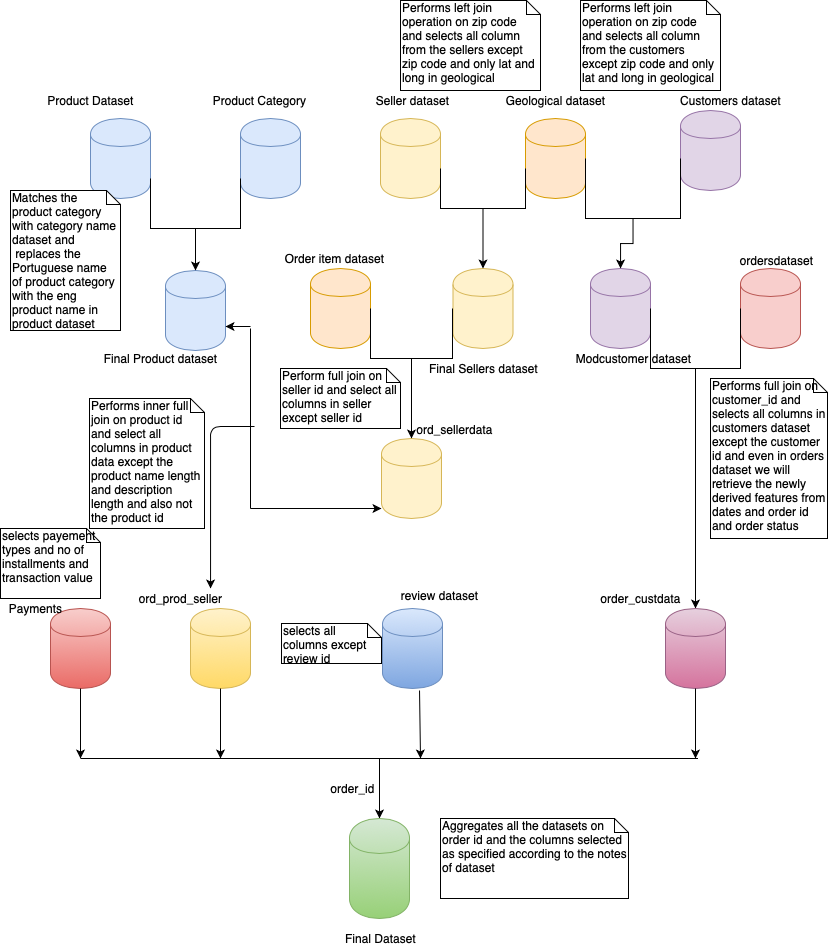 Performs left join
operation on zip code
and selects all column
from the sellers except
zip code and only lat and
long in geological
Performs left join
operation on zip code
and selects all column
from the customers
except zip code and only
lat and long in geological
Product Dataset
Product Category
Seller dataset
Geological dataset
Customers dataset
Matches the
product category
with category name
dataset and
replaces the
Portuguese name
of product category
with the eng
product name in
product dataset
Order item dataset
ordersdataset
Final Product dataset
Final Sellers dataset
Modcustomer dataset
Perform full join on
seller id and select all
columns in seller
except seller id
Performs full join on
customer_id and
selects all columns in
customers dataset
except the customer
id and even in orders
dataset we will
retrieve the newly
derived features from
dates and order id
and order status
Performs inner full
join on product id
and select all
columns in product
data except the
product name length
and description
length and also not
the product id
ord_sellerdata
selects payement
types and no of
installments and
transaction value
Payments
ord_prod_seller
review dataset
order_custdata
selects all
columns except
review id
order_id
Aggregates all the datasets on
order id and the columns selected
as specified according to the notes
of dataset
Final Dataset